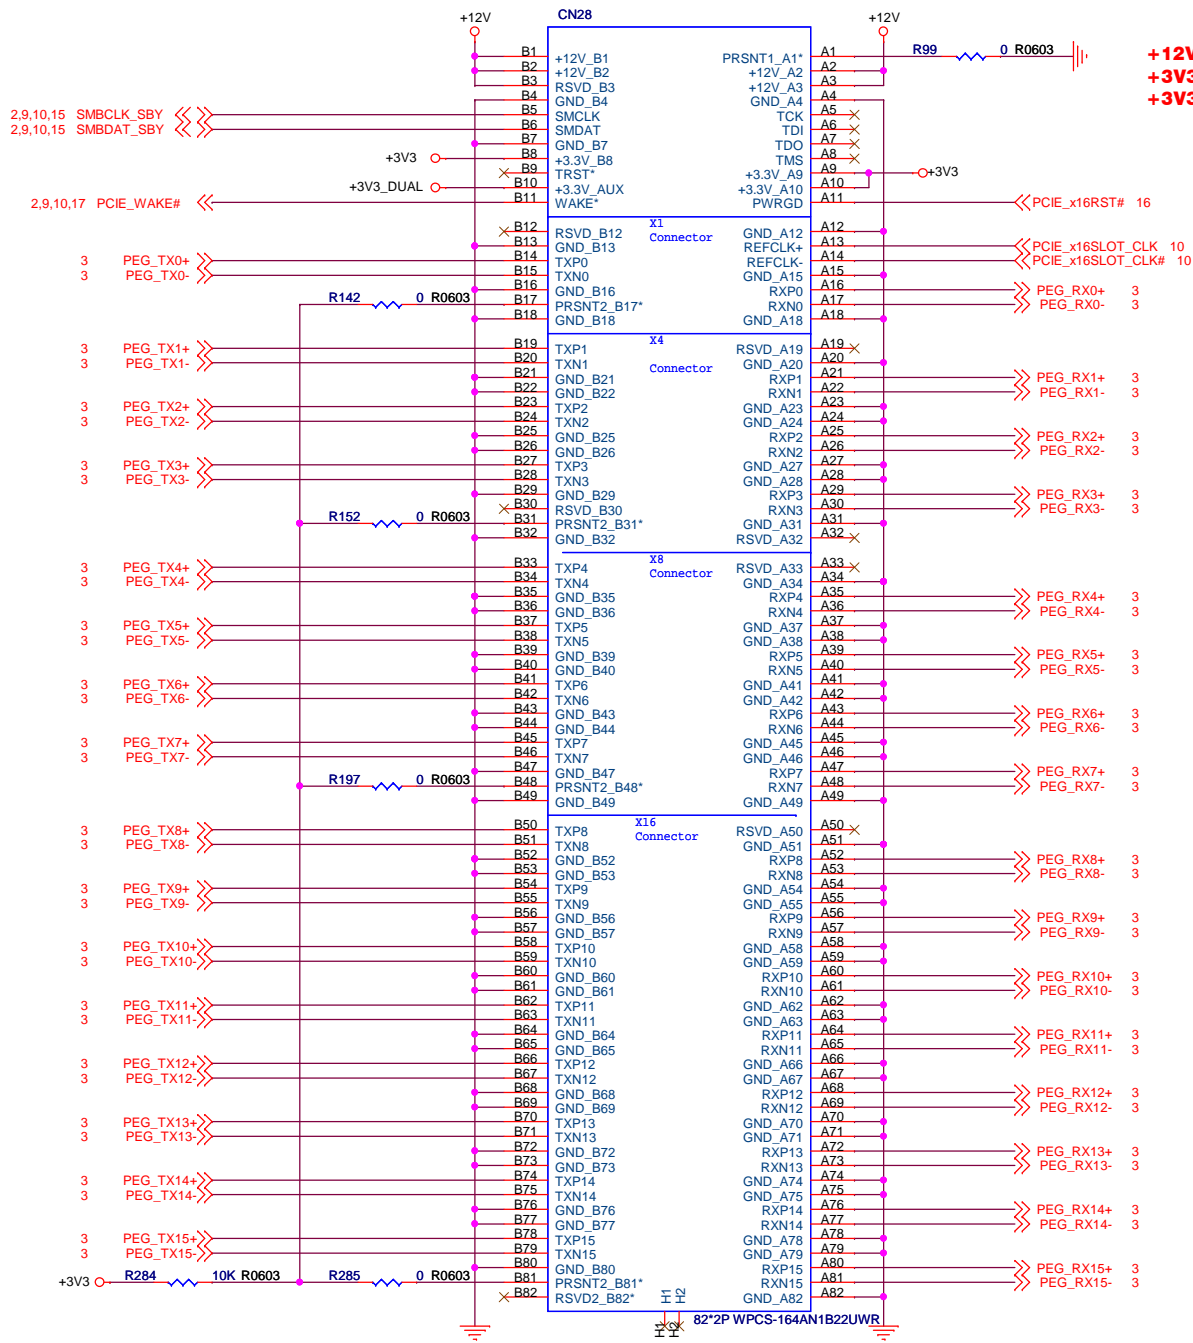 CN28
+12V +12V
B1 +12V_B1 PRSNT1_A1* A1 R99 0 R0603 +12V
B2 +12V_B2 +12V_A2 A2 +3V3
B3 RSVD_B3 +12V_A3 A3 +3V3
B4 GND_B4 GND_A4 A4
2,9,10,15 SMBCLK_SBY B5 SMCLK TCK A5
2,9,10,15 SMBDAT_SBY B6 SMDAT TDI A6
B7 GND_B7 TDO A7
+3V3 B8 +3.3V_B8 TMS A8
B9 TRST* +3.3V_A9 A9 +3V3
+3V3_DUAL B10 +3.3V_AUX +3.3V_A10 A10
2,9,10,17 PCIE_WAKE# B11 WAKE* PWRGD A11 PCIE_x16RST# 16
X1
Connector
B12 RSVD_B12 GND_A12 A12
B13 GND_B13 REFCLK+ A13 PCIE_x16SLOT_CLK 10
3 PEG_TX0+ B14 TXP0 REFCLK- A14 PCIE_x16SLOT_CLK# 10
3 PEG_TX0- B15 TXN0 GND_A15 A15
B16 GND_B16 RXP0 A16 PEG_RX0+ 3
R142 0 R0603 B17 PRSNT2_B17* RXN0 A17 PEG_RX0- 3
B18 GND_B18 GND_A18 A18
X4
Connector
3 PEG_TX1+ B19 TXP1 RSVD_A19 A19
3 PEG_TX1- B20 TXN1 GND_A20 A20
B21 GND_B21 RXP1 A21 PEG_RX1+ 3
B22 GND_B22 RXN1 A22 PEG_RX1- 3
3 PEG_TX2+ B23 TXP2 GND_A23 A23
3 PEG_TX2- B24 TXN2 GND_A24 A24
B25 GND_B25 RXP2 A25 PEG_RX2+ 3
B26 GND_B26 RXN2 A26 PEG_RX2- 3
3 PEG_TX3+ B27 TXP3 GND_A27 A27
3 PEG_TX3- B28 TXN3 GND_A28 A28
B29 GND_B29 RXP3 A29 PEG_RX3+ 3
B30 RSVD_B30 RXN3 A30 PEG_RX3- 3
R152 0 R0603 B31 PRSNT2_B31* GND_A31 A31
B32 GND_B32 RSVD_A32 A32
X8
Connector
3 PEG_TX4+ B33 TXP4 RSVD_A33 A33
3 PEG_TX4- B34 TXN4 GND_A34 A34
B35 GND_B35 RXP4 A35 PEG_RX4+ 3
B36 GND_B36 RXN4 A36 PEG_RX4- 3
3 PEG_TX5+ B37 TXP5 GND_A37 A37
3 PEG_TX5- B38 TXN5 GND_A38 A38
B39 GND_B39 RXP5 A39 PEG_RX5+ 3
B40 GND_B40 RXN5 A40 PEG_RX5- 3
3 PEG_TX6+ B41 TXP6 GND_A41 A41
3 PEG_TX6- B42 TXN6 GND_A42 A42
B43 GND_B43 RXP6 A43 PEG_RX6+ 3
B44 GND_B44 RXN6 A44 PEG_RX6- 3
3 PEG_TX7+ B45 TXP7 GND_A45 A45
3 PEG_TX7- B46 TXN7 GND_A46 A46
B47 GND_B47 RXP7 A47 PEG_RX7+ 3
R197 0 R0603 B48 PRSNT2_B48* RXN7 A48 PEG_RX7- 3
B49 GND_B49 GND_A49 A49
X16
Connector
3 PEG_TX8+ B50 TXP8 RSVD_A50 A50
3 PEG_TX8- B51 TXN8 GND_A51 A51
B52 GND_B52 RXP8 A52 PEG_RX8+ 3
B53 GND_B53 RXN8 A53 PEG_RX8- 3
3 PEG_TX9+ B54 TXP9 GND_A54 A54
3 PEG_TX9- B55 TXN9 GND_A55 A55
B56 GND_B56 RXP9 A56 PEG_RX9+ 3
B57 GND_B57 RXN9 A57 PEG_RX9- 3
3 PEG_TX10+ B58 TXP10 GND_A58 A58
3 PEG_TX10- B59 TXN10 GND_A59 A59
B60 GND_B60 RXP10 A60 PEG_RX10+ 3
B61 GND_B61 RXN10 A61 PEG_RX10- 3
3 PEG_TX11+ B62 TXP11 GND_A62 A62
3 PEG_TX11- B63 TXN11 GND_A63 A63
B64 GND_B64 RXP11 A64 PEG_RX11+ 3
B65 GND_B65 RXN11 A65 PEG_RX11- 3
3 PEG_TX12+ B66 TXP12 GND_A66 A66
3 PEG_TX12- B67 TXN12 GND_A67 A67
B68 GND_B68 RXP12 A68 PEG_RX12+ 3
B69 GND_B69 RXN12 A69 PEG_RX12- 3
3 PEG_TX13+ B70 TXP13 GND_A70 A70
3 PEG_TX13- B71 TXN13 GND_A71 A71
B72 GND_B72 RXP13 A72 PEG_RX13+ 3
B73 GND_B73 RXN13 A73 PEG_RX13- 3
3 PEG_TX14+ B74 TXP14 GND_A74 A74
3 PEG_TX14- B75 TXN14 GND_A75 A75
B76 GND_B76 RXP14 A76 PEG_RX14+ 3
B77 GND_B77 RXN14 A77 PEG_RX14- 3
3 PEG_TX15+ B78 TXP15 GND_A78 A78
3 PEG_TX15- B79 TXN15 GND_A79 A79
B80 GND_B80 RXP15 A80 PEG_RX15+ 3
+3V3 R284 10K R0603 R285 0 R0603 B81 PRSNT2_B81* RXN15 A81 PEG_RX15- 3
B82 RSVD2_B82* H1 H2 GND_A82 A82
H1 H2 82*2P WPCS-164AN1B22UWR